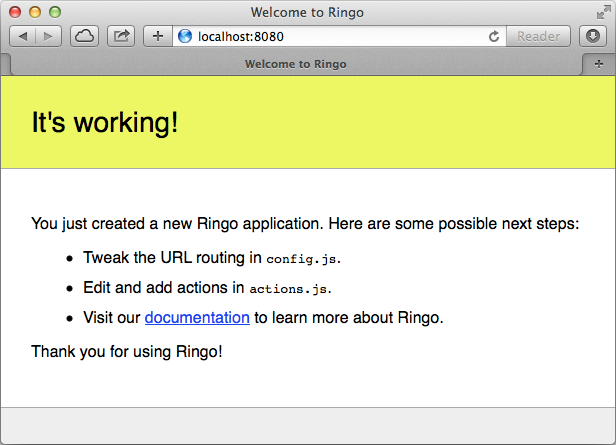 Welcome to Ringo
localhost:8080
Reader
Welcome to Ringo
It's working!
You just created a new Ringo application. Here are some possible next steps:
Tweak the URL routing in config.js.
Edit and add actions in actions.js.
Visit our documentation to learn more about Ringo.
Thank you for using Ringo!